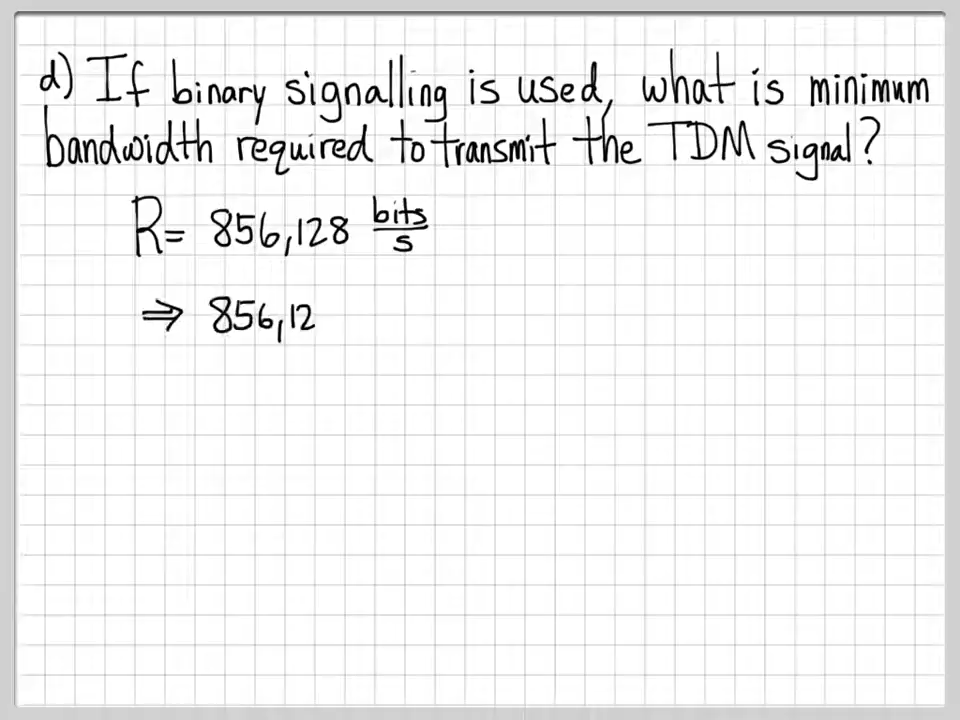 d) If binary signalling is used, what is minimum
bandwidth required to transmit the TDM signal?
R= 856,128 bits/s
⇒ 856,12